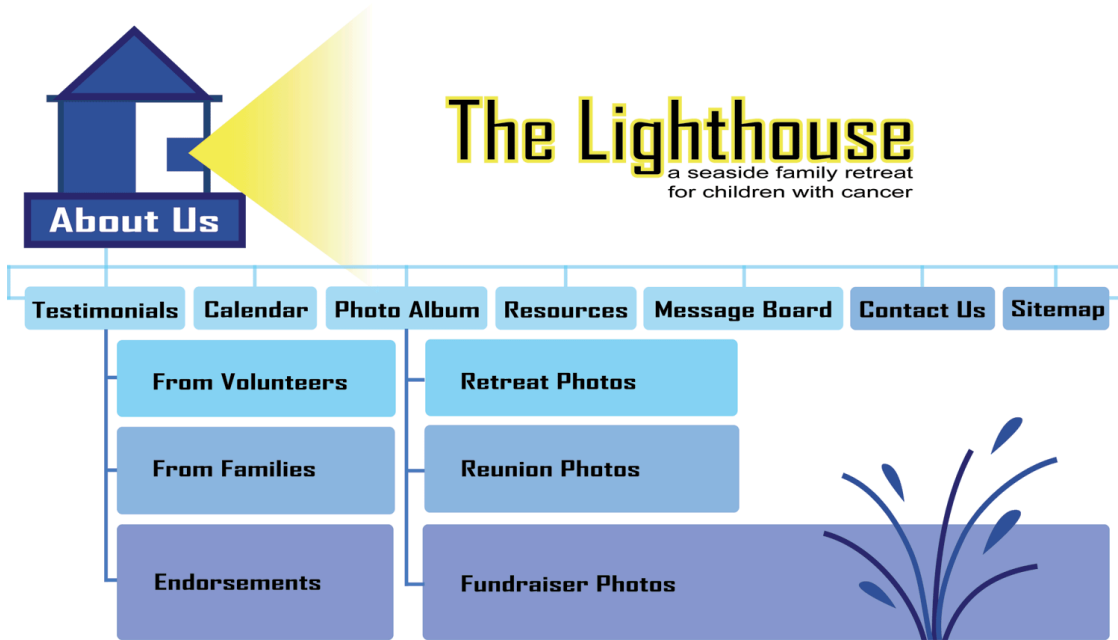 The Lighthouse
a seaside family retreat
for children with cancer
About Us
Testimonials Calendar Photo Album Resources Message Board Contact Us Sitemap
From Volunteers Retreat Photos
From Families Reunion Photos
Endorsements Fundraiser Photos